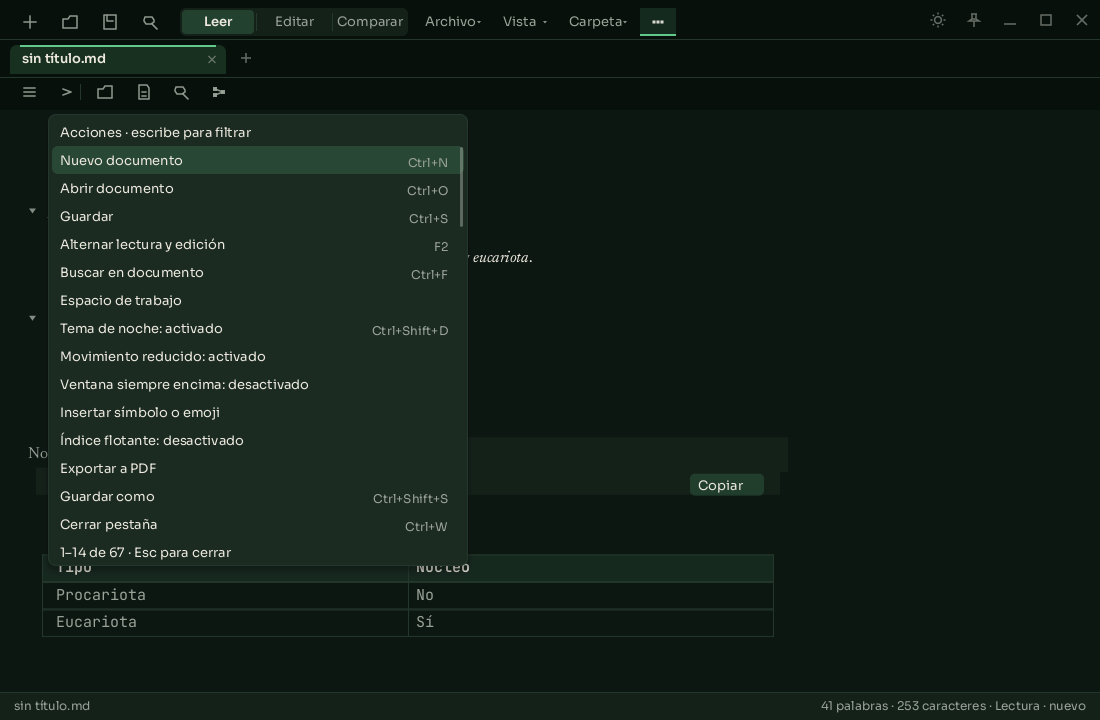 Leer Editar Comparar Archivo Vista Carpeta
sin título.md
Acciones · escribe para filtrar
Nuevo documento Ctrl+N
Abrir documento Ctrl+O
Guardar Ctrl+S
Alternar lectura y edición F2
eucariota.
Buscar en documento Ctrl+F
Espacio de trabajo
Tema de noche: activado Ctrl+Shift+D
Movimiento reducido: activado
Ventana siempre encima: desactivado
Insertar símbolo o emoji
Índice flotante: desactivado
No
Exportar a PDF
Copiar
Guardar como Ctrl+Shift+S
Cerrar pestaña Ctrl+W
1–14 de 67 · Esc para cerrar
Tipo Núcleo
Procariota No
Eucariota Sí
sin título.md 41 palabras · 253 caracteres · Lectura · nuevo